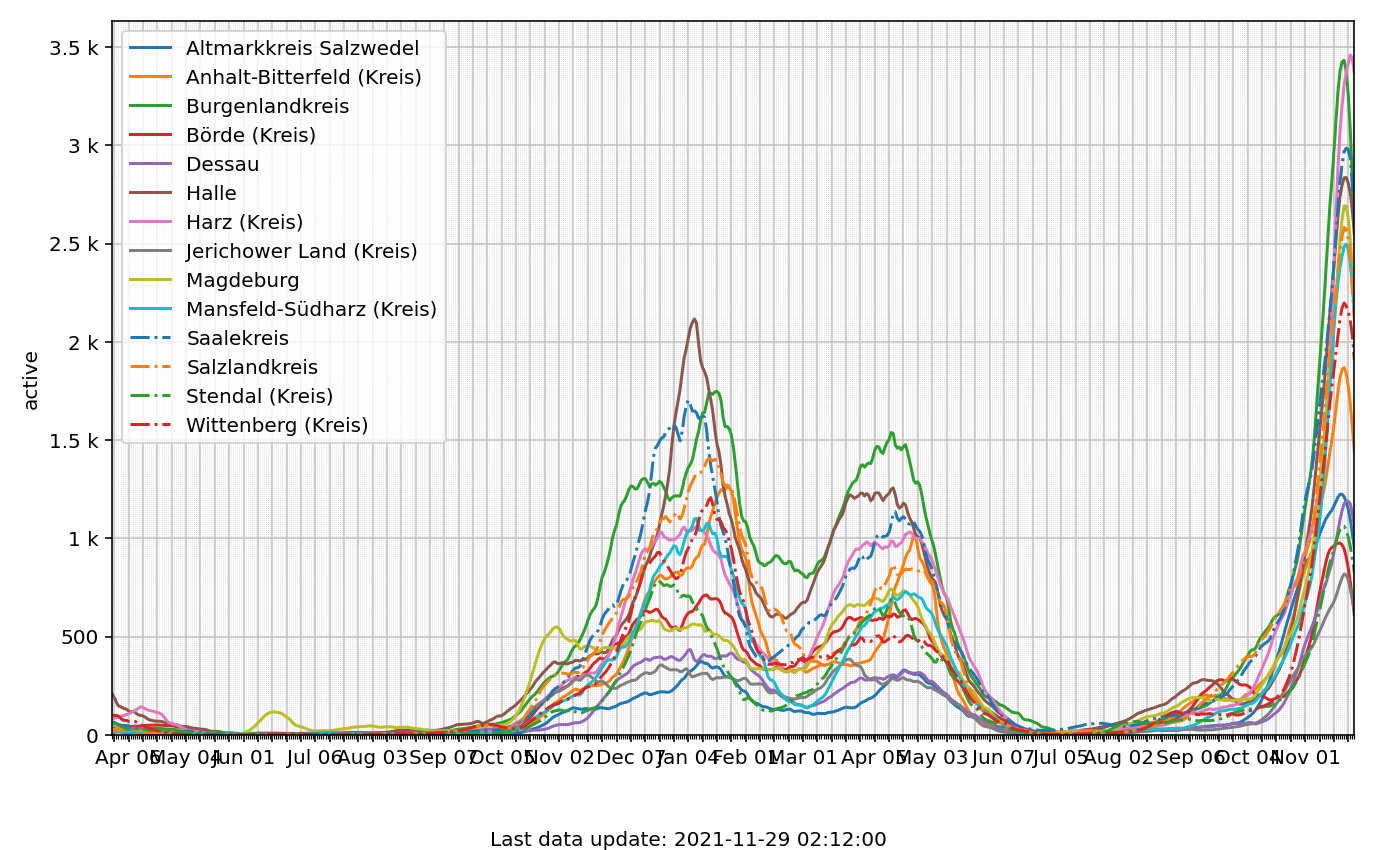 3.5 k
3 k
2.5 k
2 k
1.5 k
1 k
500
0
active
Altmarkkreis Salzwedel
Anhalt-Bitterfeld (Kreis)
Burgenlandkreis
Börde (Kreis)
Dessau
Halle
Harz (Kreis)
Jerichower Land (Kreis)
Magdeburg
Mansfeld-Südharz (Kreis)
Saalekreis
Salzlandkreis
Stendal (Kreis)
Wittenberg (Kreis)
Apr 06 May 04 Jun 01 Jul 06 Aug 03 Sep 07 Oct 05 Nov 02 Dec 07 Jan 04 Feb 01 Mar 01 Apr 05 May 03 Jun 07 Jul 05 Aug 02 Sep 06 Oct 04 Nov 01
Last data update: 2021-11-29 02:12:00